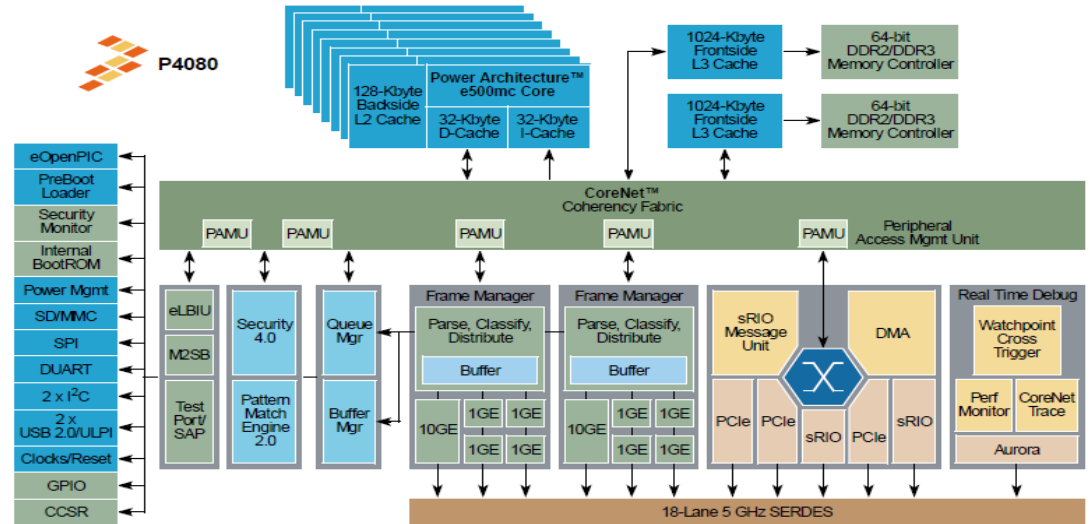 P4080
128-Kbyte
Backside
L2 Cache
Power Architecture™
e500mc Core
32-Kbyte
D-Cache
32-Kbyte
I-Cache
1024-Kbyte
Frontside
L3 Cache
64-bit
DDR2/DDR3
Memory Controller
1024-Kbyte
Frontside
L3 Cache
64-bit
DDR2/DDR3
Memory Controller
eOpenPIC
PreBoot
Loader
Security
Monitor
Internal
BootROM
Power Mgmt
SD/MMC
SPI
DUART
2 x I²C
2 x
USB 2.0/ULPI
Clocks/Reset
GPIO
CCSR
CoreNet™
Coherency Fabric
PAMU
PAMU
PAMU
PAMU
PAMU
Peripheral
Access Mgmt Unit
eLBIU
M2SB
Test
Port/
SAP
Security
4.0
Pattern
Match
Engine
2.0
Queue
Mgr
Buffer
Mgr
Frame Manager
Parse, Classify,
Distribute
Buffer
10GE
1GE
1GE
1GE
1GE
Frame Manager
Parse, Classify,
Distribute
Buffer
10GE
1GE
1GE
1GE
1GE
sRIO
Message
Unit
DMA
PCIe
PCIe
sRIO
PCIe
sRIO
Real Time Debug
Watchpoint
Cross
Trigger
Perf
Monitor
CoreNet
Trace
Aurora
18-Lane 5 GHz SERDES